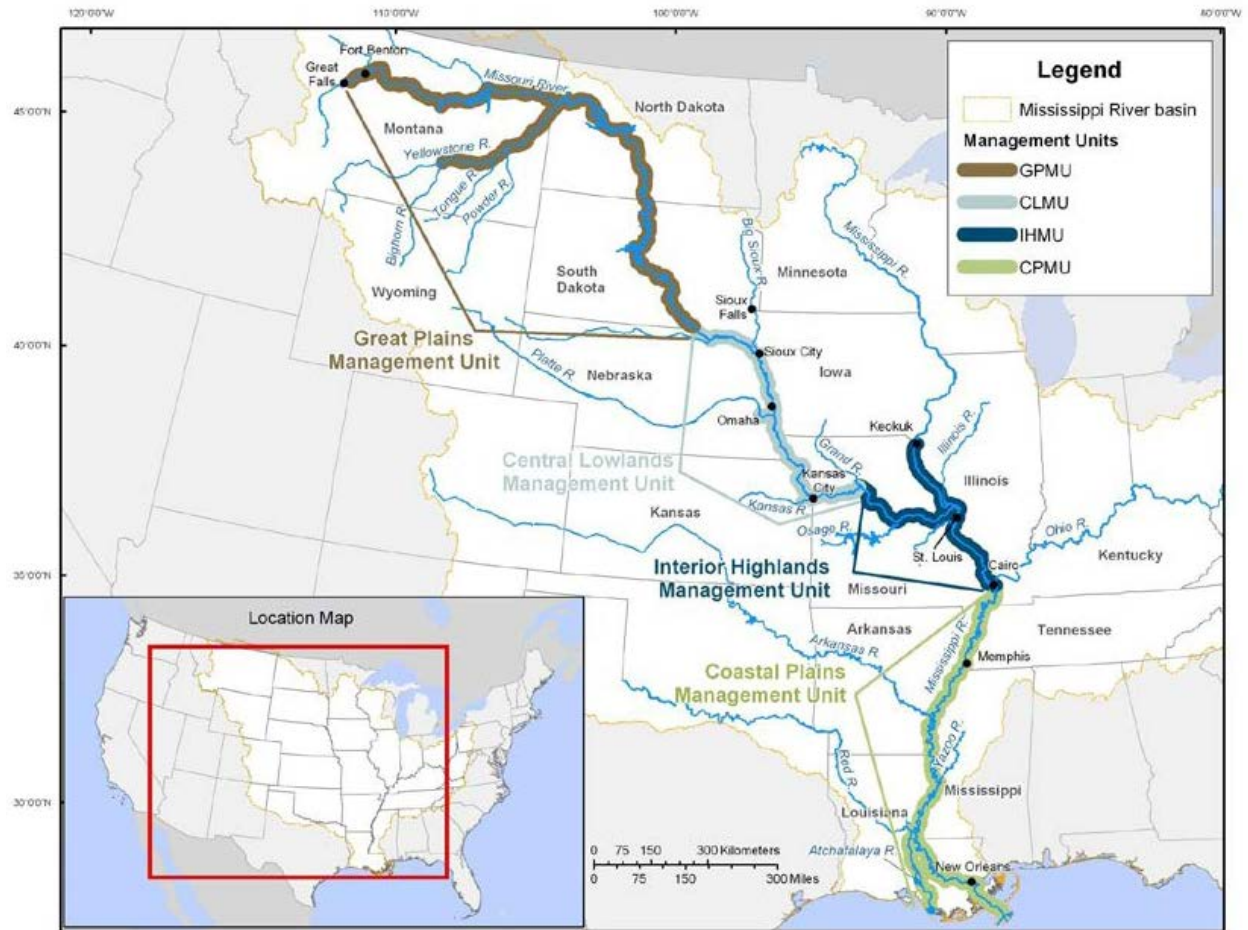 120°0'0"W
110°0'0"W
100°0'0"W
90°0'0"W
80°0'0"W
45°0'0"N
40°0'0"N
35°0'0"N
30°0'0"N
Legend
Mississippi River basin
Management Units
GPMU
CLMU
IHMU
CPMU
Fort Benton
Great
Falls
Missouri River
North Dakota
Montana
Yellowstone R.
Tongue R.
Powder R.
Bighorn R.
Wyoming
South
Dakota
Big Sioux R.
Minnesota
Mississippi R.
Sioux
Falls
Great Plains
Management Unit
Sioux City
Platte R.
Nebraska
Iowa
Omaha
Keckuk
Illinois R.
Grand R.
Central Lowlands
Management Unit
Kansas
City
Illinois
Kansas R.
Kansas
Osage R.
St. Louis
Ohio R.
Kentucky
Cairo
Interior Highlands
Management Unit
Missouri
Arkansas
Tennessee
Mississippi R.
Arkansas R.
Memphis
Coastal Plains
Management Unit
Yazoo R.
Red R.
Mississippi
Louisiana
Atchafalaya R.
New Orleans
0 75 150 300 Kilometers
0 75 150 300 Miles
Location Map